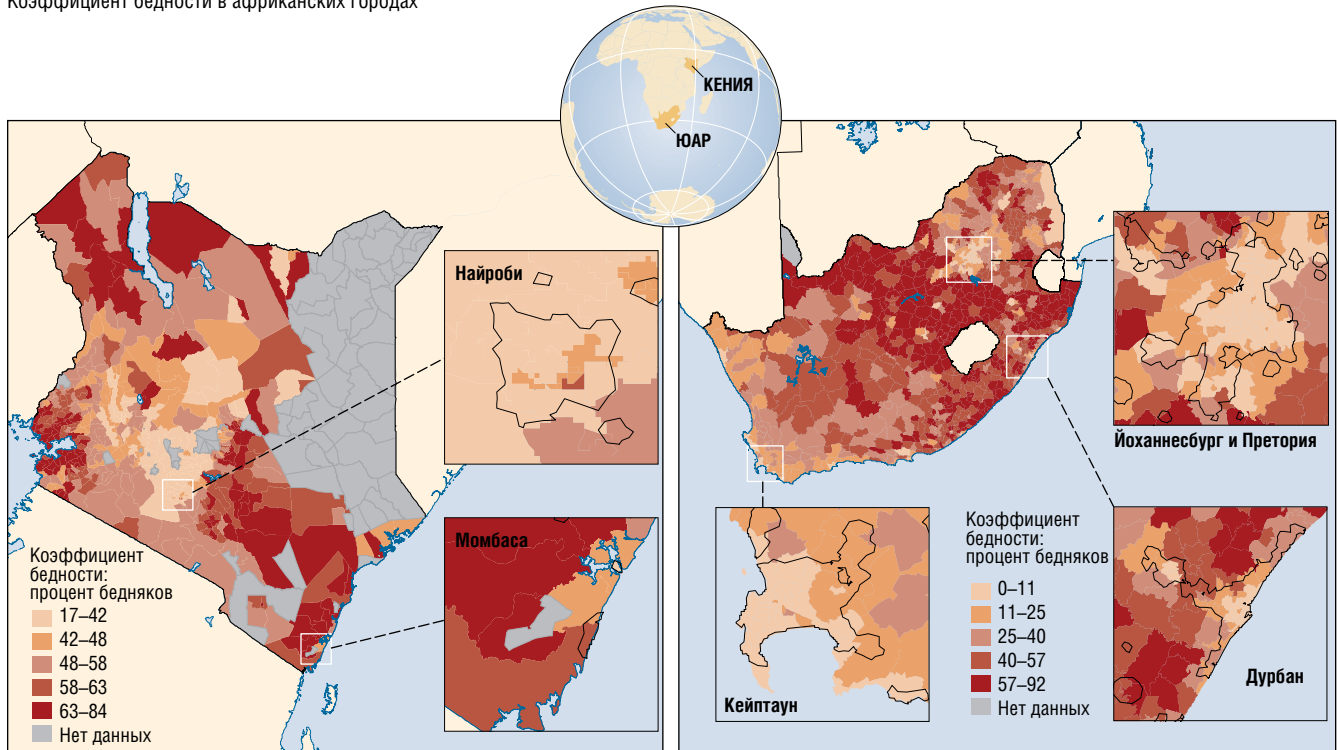 Коэффициент бедности в африканских городах
КЕНИЯ
ЮАР
Найроби
Момбаса
Коэффициент
бедности:
процент бедняков
17–42
42–48
48–58
58–63
63–84
Нет данных
Йоханнесбург и Претория
Кейптаун
Коэффициент
бедности:
процент бедняков
0–11
11–25
25–40
40–57
57–92
Нет данных
Дурбан